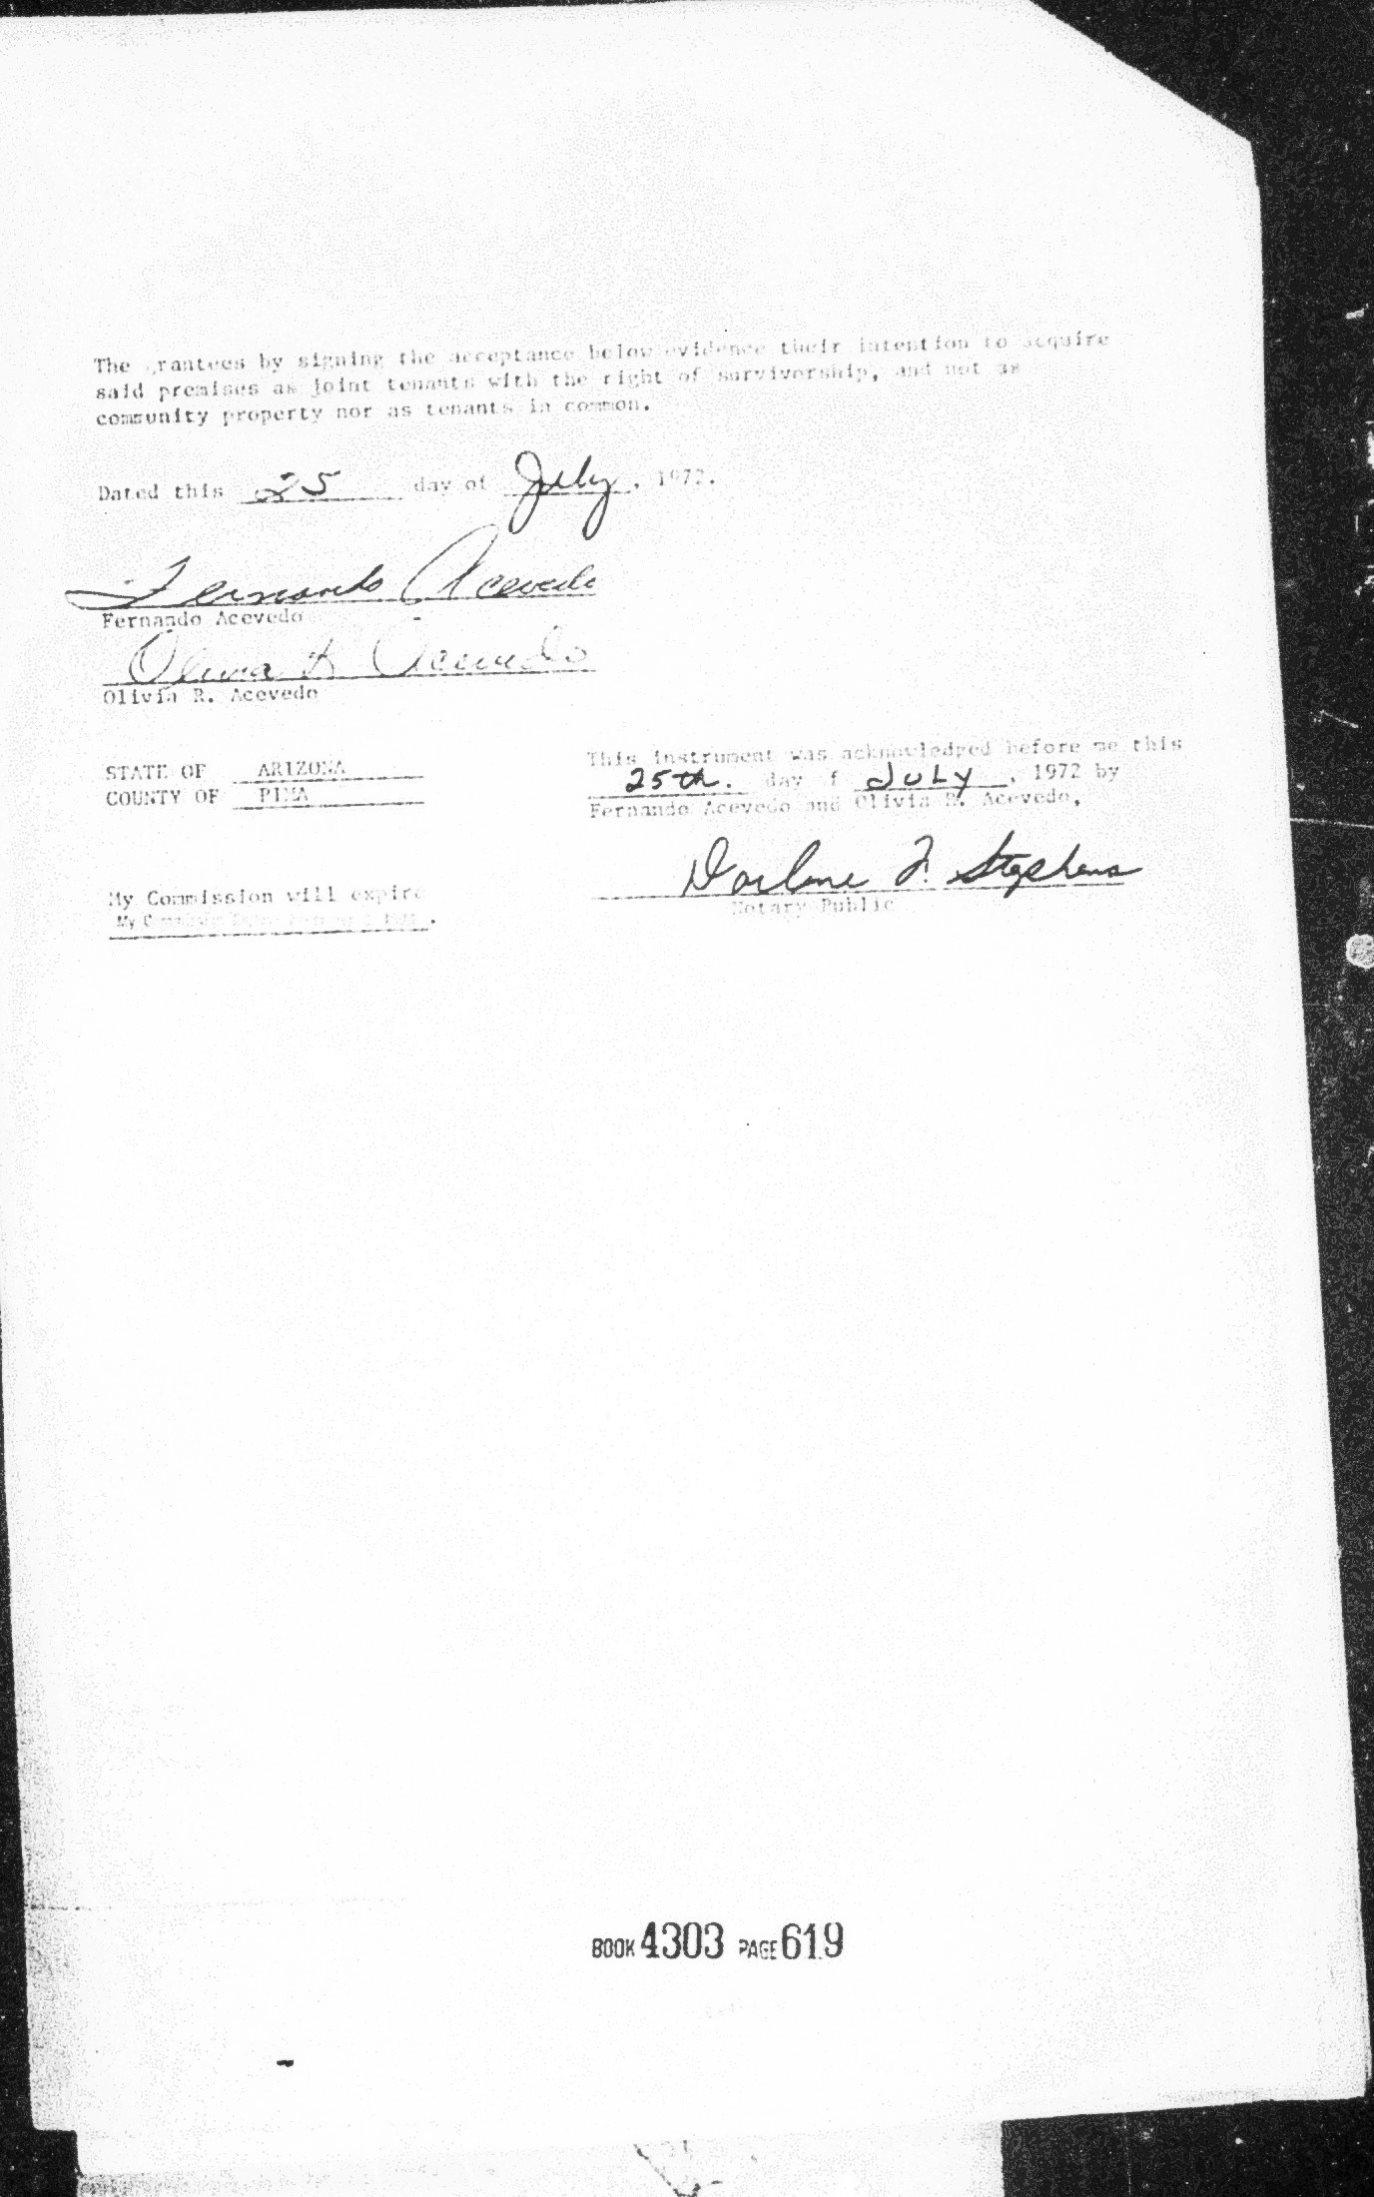 The grantees by signing the acceptance below evidence their intention to acquire
said premises as joint tenants with the right of survivorship, and not as
community property nor as tenants in common.
Dated this 25 day of July, 1972.
Fernando Acevedo
Fernando Acevedo
Olivia R Acevedo
Olivia R. Acevedo
STATE OF ARIZONA
COUNTY OF PIMA
This instrument was acknowledged before me this
25th. day of JULY, 1972 by
Fernando Acevedo and Olivia R. Acevedo,
Darlene F. Stephens
Notary Public
My Commission will expire
My
BOOK 4303 PAGE 619